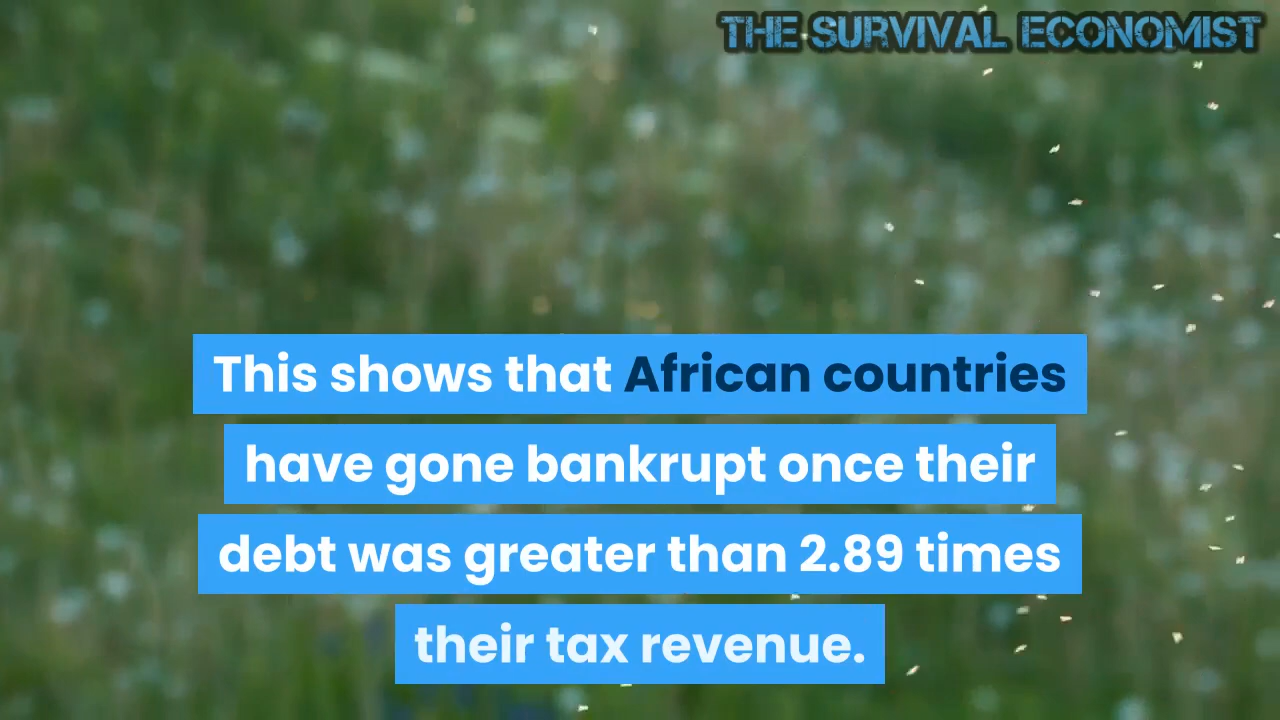 THE SURVIVAL ECONOMIST
This shows that African countries
have gone bankrupt once their
debt was greater than 2.89 times
their tax revenue.